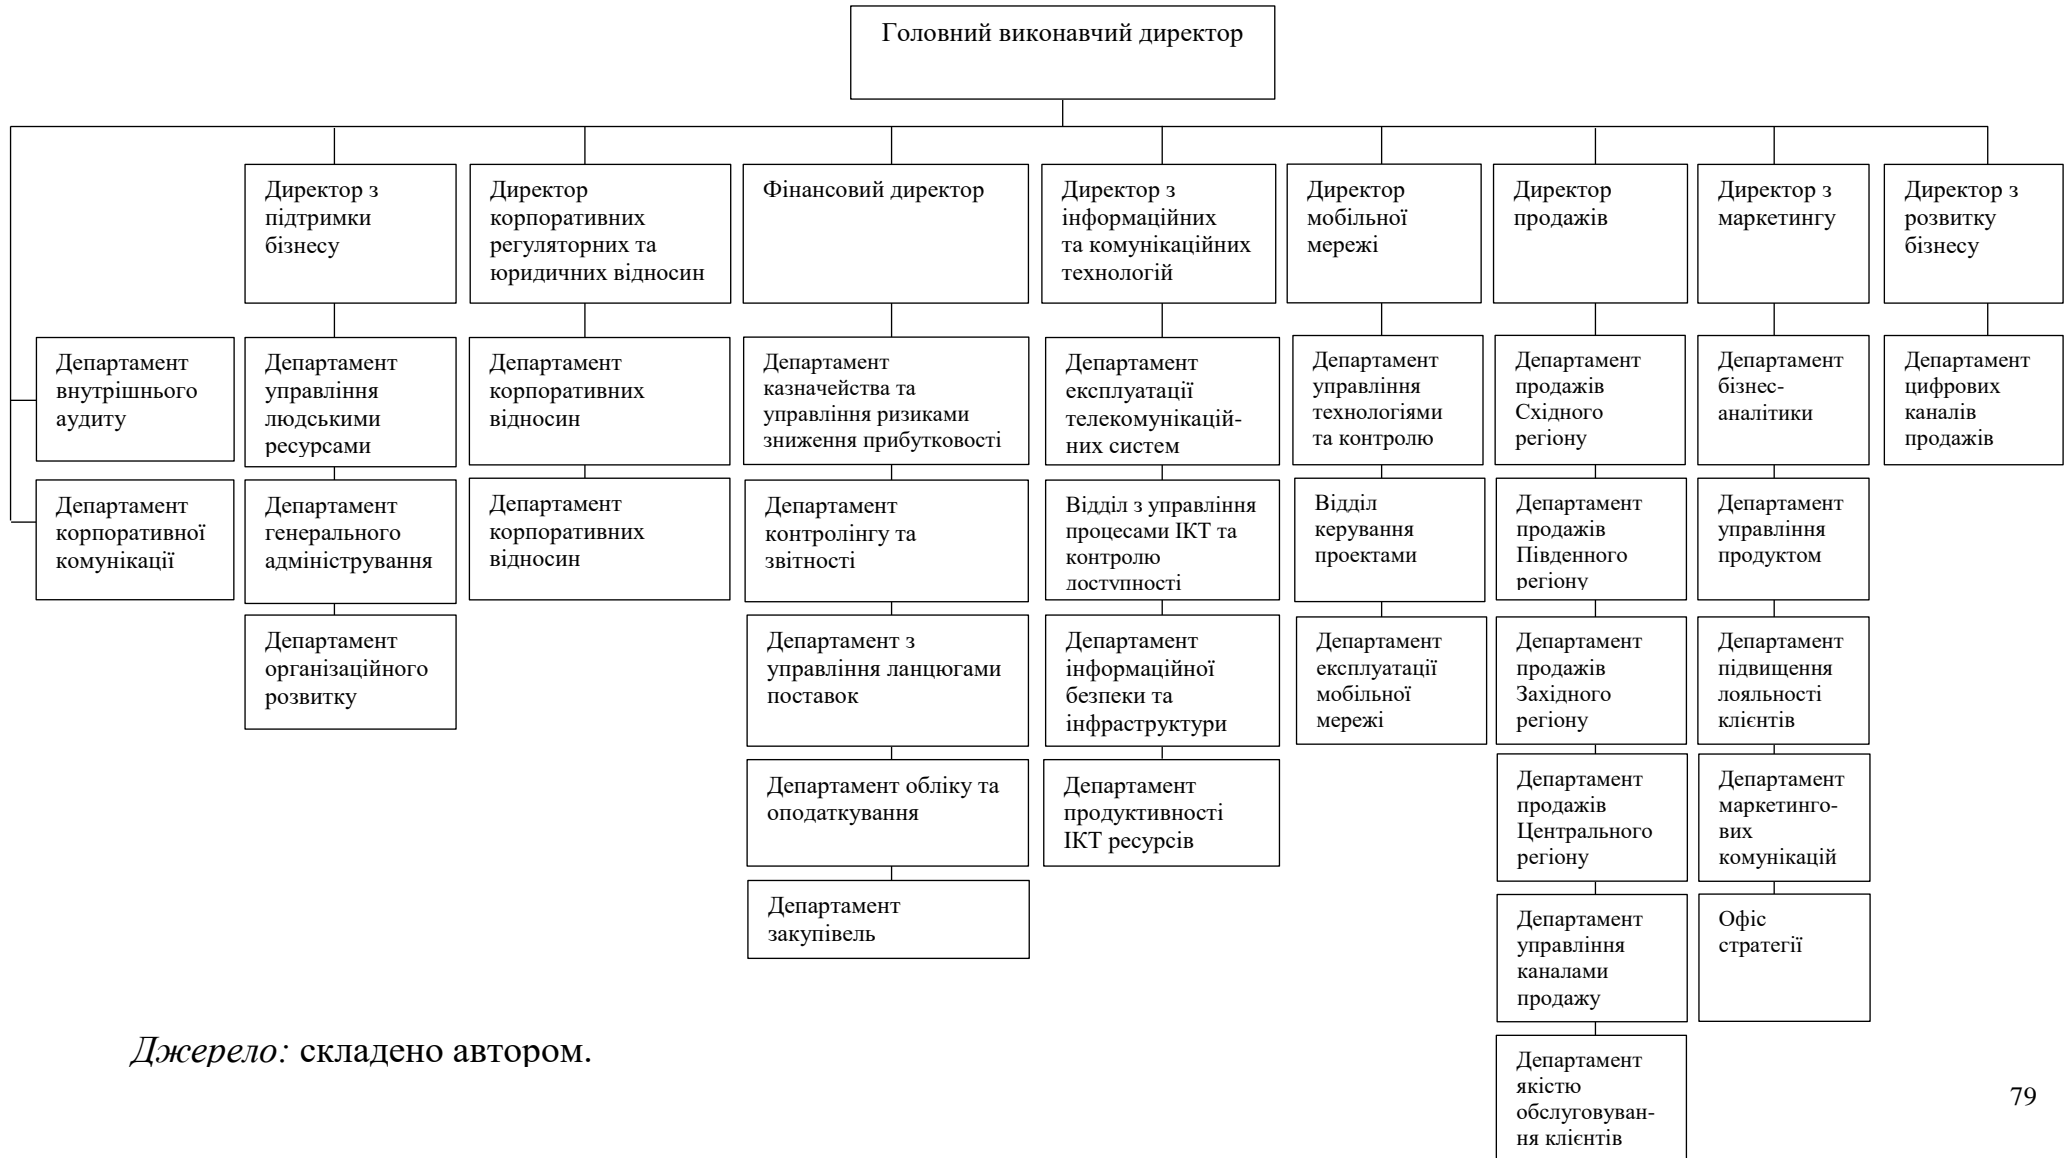 Головний виконавчий директор
Директор з
підтримки
бізнесу
Директор
корпоративних
регуляторних та
юридичних відносин
Фінансовий директор
Директор з
інформаційних
та комунікаційних
технологій
Директор
мобільної
мережі
Директор
продажів
Директор з
маркетингу
Директор з
розвитку
бізнесу
Департамент
внутрішнього
аудиту
Департамент
управління
людськими
ресурсами
Департамент
корпоративних
відносин
Департамент
казначейства та
управління ризиками
зниження прибутковості
Департамент
експлуатації
телекомунікацій-
них систем
Департамент
управління
технологіями
та контролю
Департамент
продажів
Східного
регіону
Департамент
бізнес-
аналітики
Департамент
цифрових
каналів
продажів
Департамент
корпоративної
комунікації
Департамент
генерального
адміністрування
Департамент
корпоративних
відносин
Департамент
контролінгу та
звітності
Відділ з управління
процесами ІКТ та
контролю
доступності
Відділ
керування
проектами
Департамент
продажів
Південного
регіону
Департамент
управління
продуктом
Департамент
організаційного
розвитку
Департамент з
управління ланцюгами
поставок
Департамент
інформаційної
безпеки та
інфраструктури
Департамент
експлуатації
мобільної
мережі
Департамент
продажів
Західного
регіону
Департамент
підвищення
лояльності
клієнтів
Департамент обліку та
оподаткування
Департамент
продуктивності
ІКТ ресурсів
Департамент
продажів
Центрального
регіону
Департамент
маркетинго-
вих
комунікацій
Департамент
закупівель
Департамент
управління
каналами
продажу
Офіс
стратегії
Департамент
якістю
обслуговуван-
ня клієнтів
Джерело: складено автором.
79